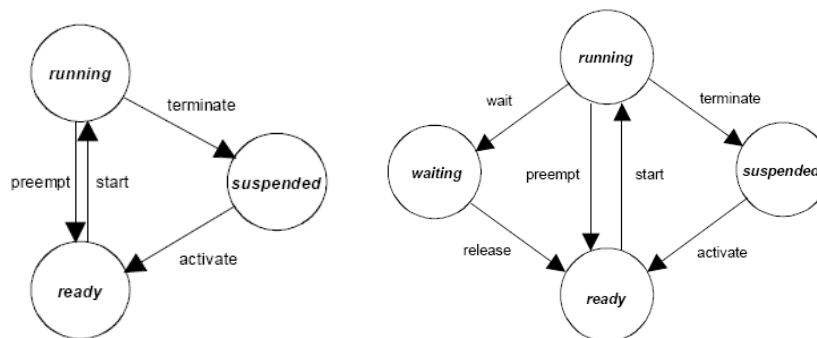 running
terminate
preempt
start
suspended
activate
ready
running
wait
terminate
waiting
preempt
start
suspended
release
activate
ready